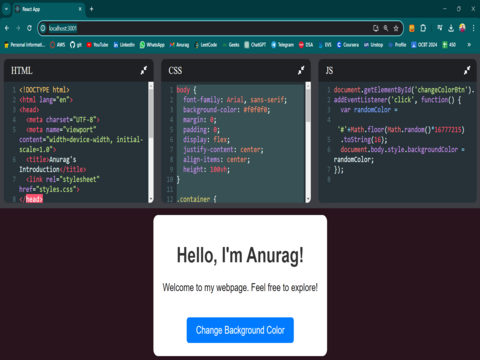 React App
localhost:3001
Personal Informat... AWS git YouTube LinkedIn WhatsApp Anurag LeetCode Geeks ChatGPT Telegram DSA DVS Coursera Unstop Profile OCBT 2024 450
HTML
1 <!DOCTYPE html>
2 <html lang="en">
3 <head>
4 <meta charset="UTF-8">
5 <meta name="viewport"
content="width=device-width, initial-
scale=1.0">
6 <title>Anurag's
Introduction</title>
7 <link rel="stylesheet"
href="styles.css">
8 </head>
CSS
1 body {
2 font-family: Arial, sans-serif;
3 background-color: #f0f0f0;
4 margin: 0;
5 padding: 0;
6 display: flex;
7 justify-content: center;
8 align-items: center;
9 height: 100vh;
10 }
11
12 .container {
JS
1 document.getElementById('changeColorBtn').
addEventListener('click', function() {
2 var randomColor =
'#'+Math.floor(Math.random()*16777215)
.toString(16);
document.body.style.backgroundColor =
randomColor;
});
8
Hello, I'm Anurag!
Welcome to my webpage. Feel free to explore!
Change Background Color